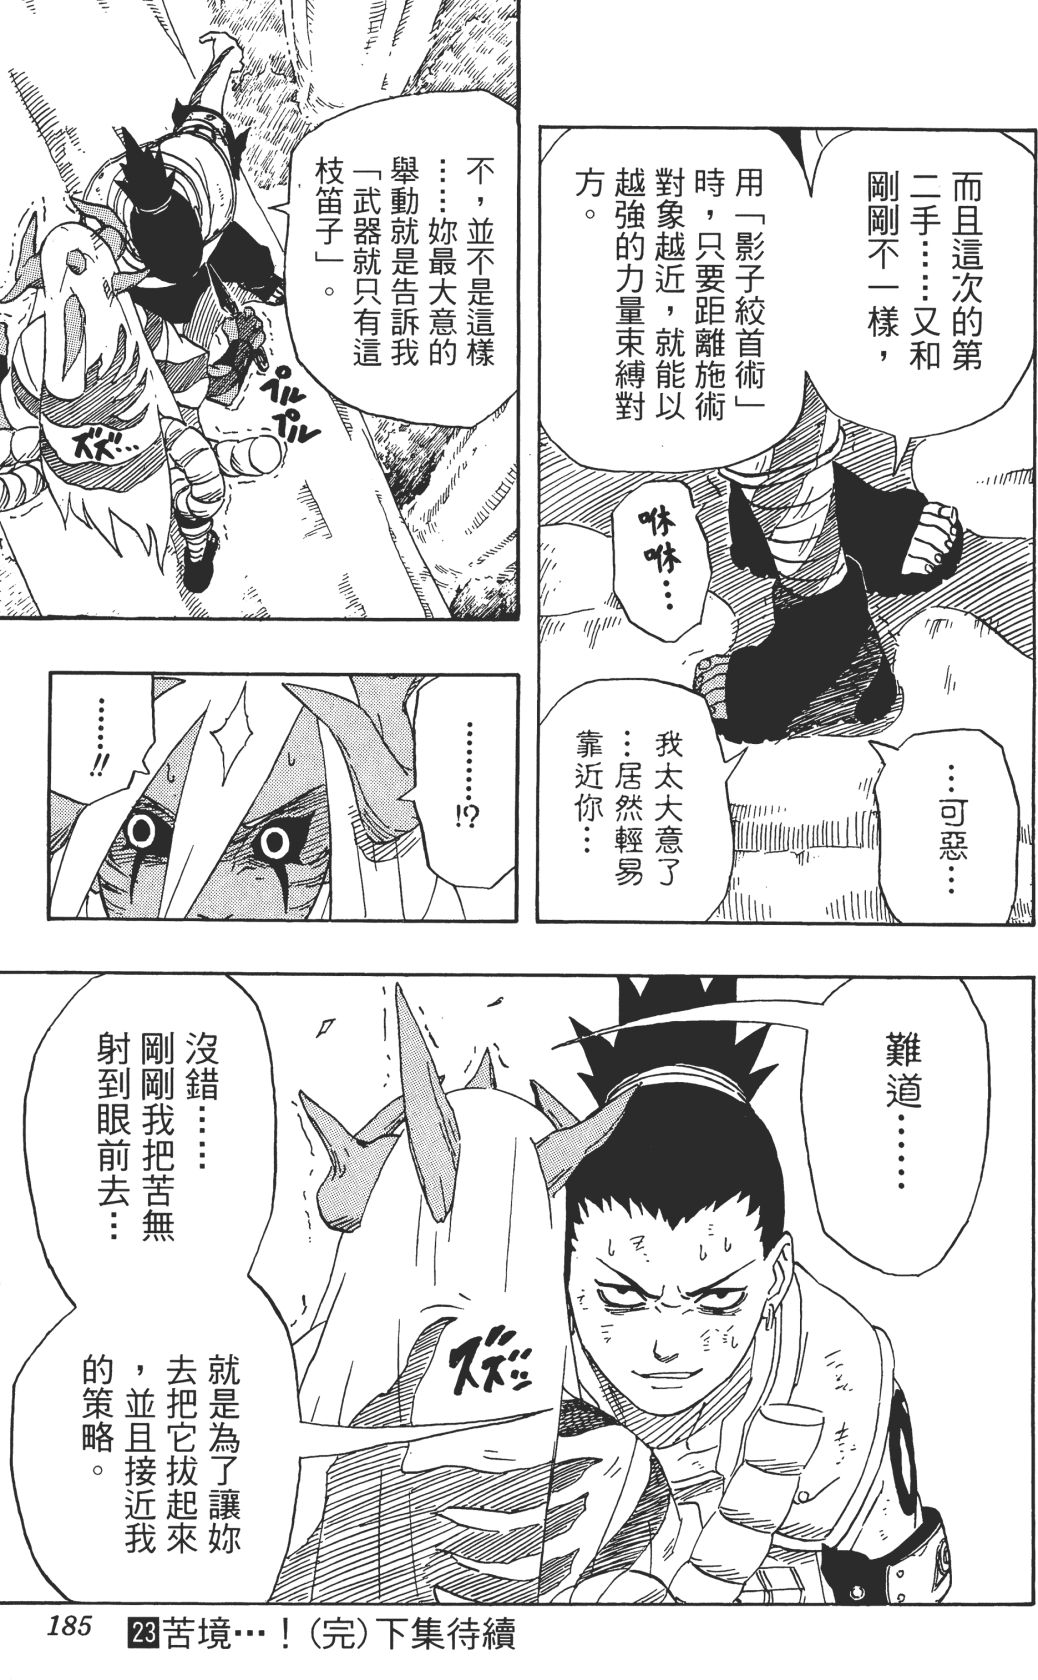 而且這次的第
二手……又和
剛剛不一樣，
用「影子絞首術」
時，只要距離施術
對象越近，就能以
越強的力量束縛對
方。
咻
咻…
…可惡…
我太大意了
…居然輕易
靠近你…
不，並不是這樣
……妳最大意的
舉動就是告訴我
「武器就只有這
枝笛子」。
プル
プル
ズズ…
………!?
………!!
難道……
沒錯……
剛剛我把苦無
射到眼前去…
就是為了讓妳
去把它拔起來
，並且接近我
的策略。
ズズッ
185
23苦境…！(完)下集待續